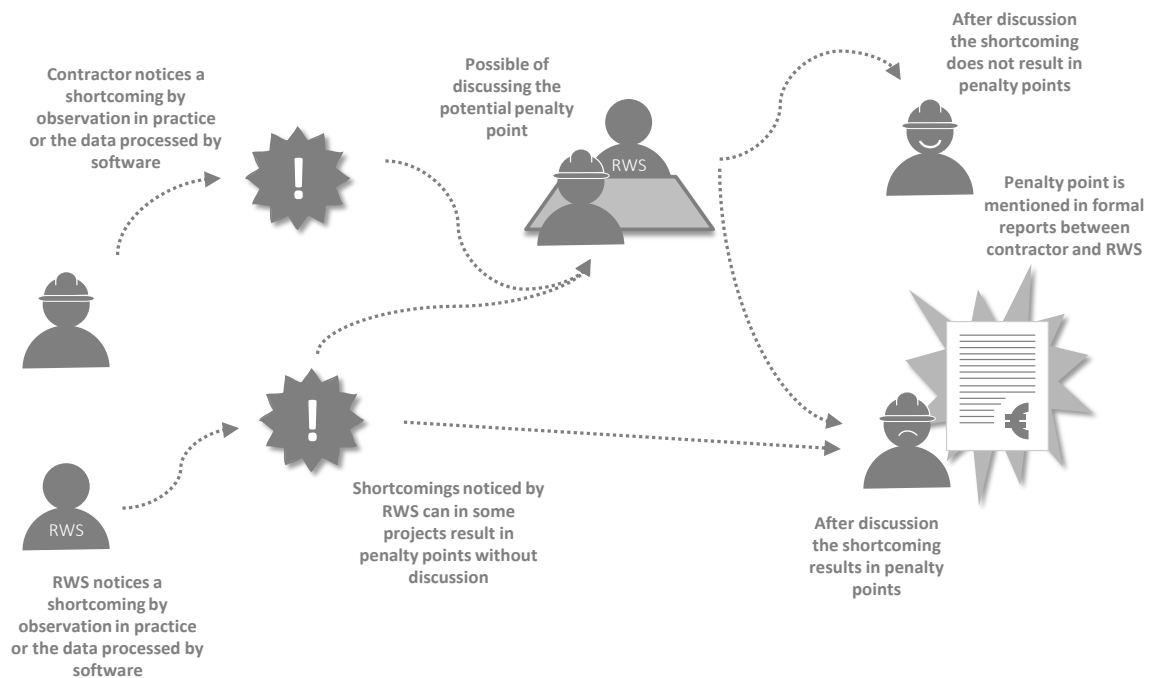 Contractor notices a
shortcoming by
observation in practice
or the data processed by
software
!
Possible of
discussing the
potential penalty
point
RWS
After discussion
the shortcoming
does not result in
penalty points
Penalty point is
mentioned in formal
reports between
contractor and RWS
€
!
Shortcomings noticed by
RWS can in some
projects result in
penalty points without
discussion
After discussion
the shortcoming
results in penalty
points
RWS
RWS notices a
shortcoming by
observation in practice
or the data processed by
software